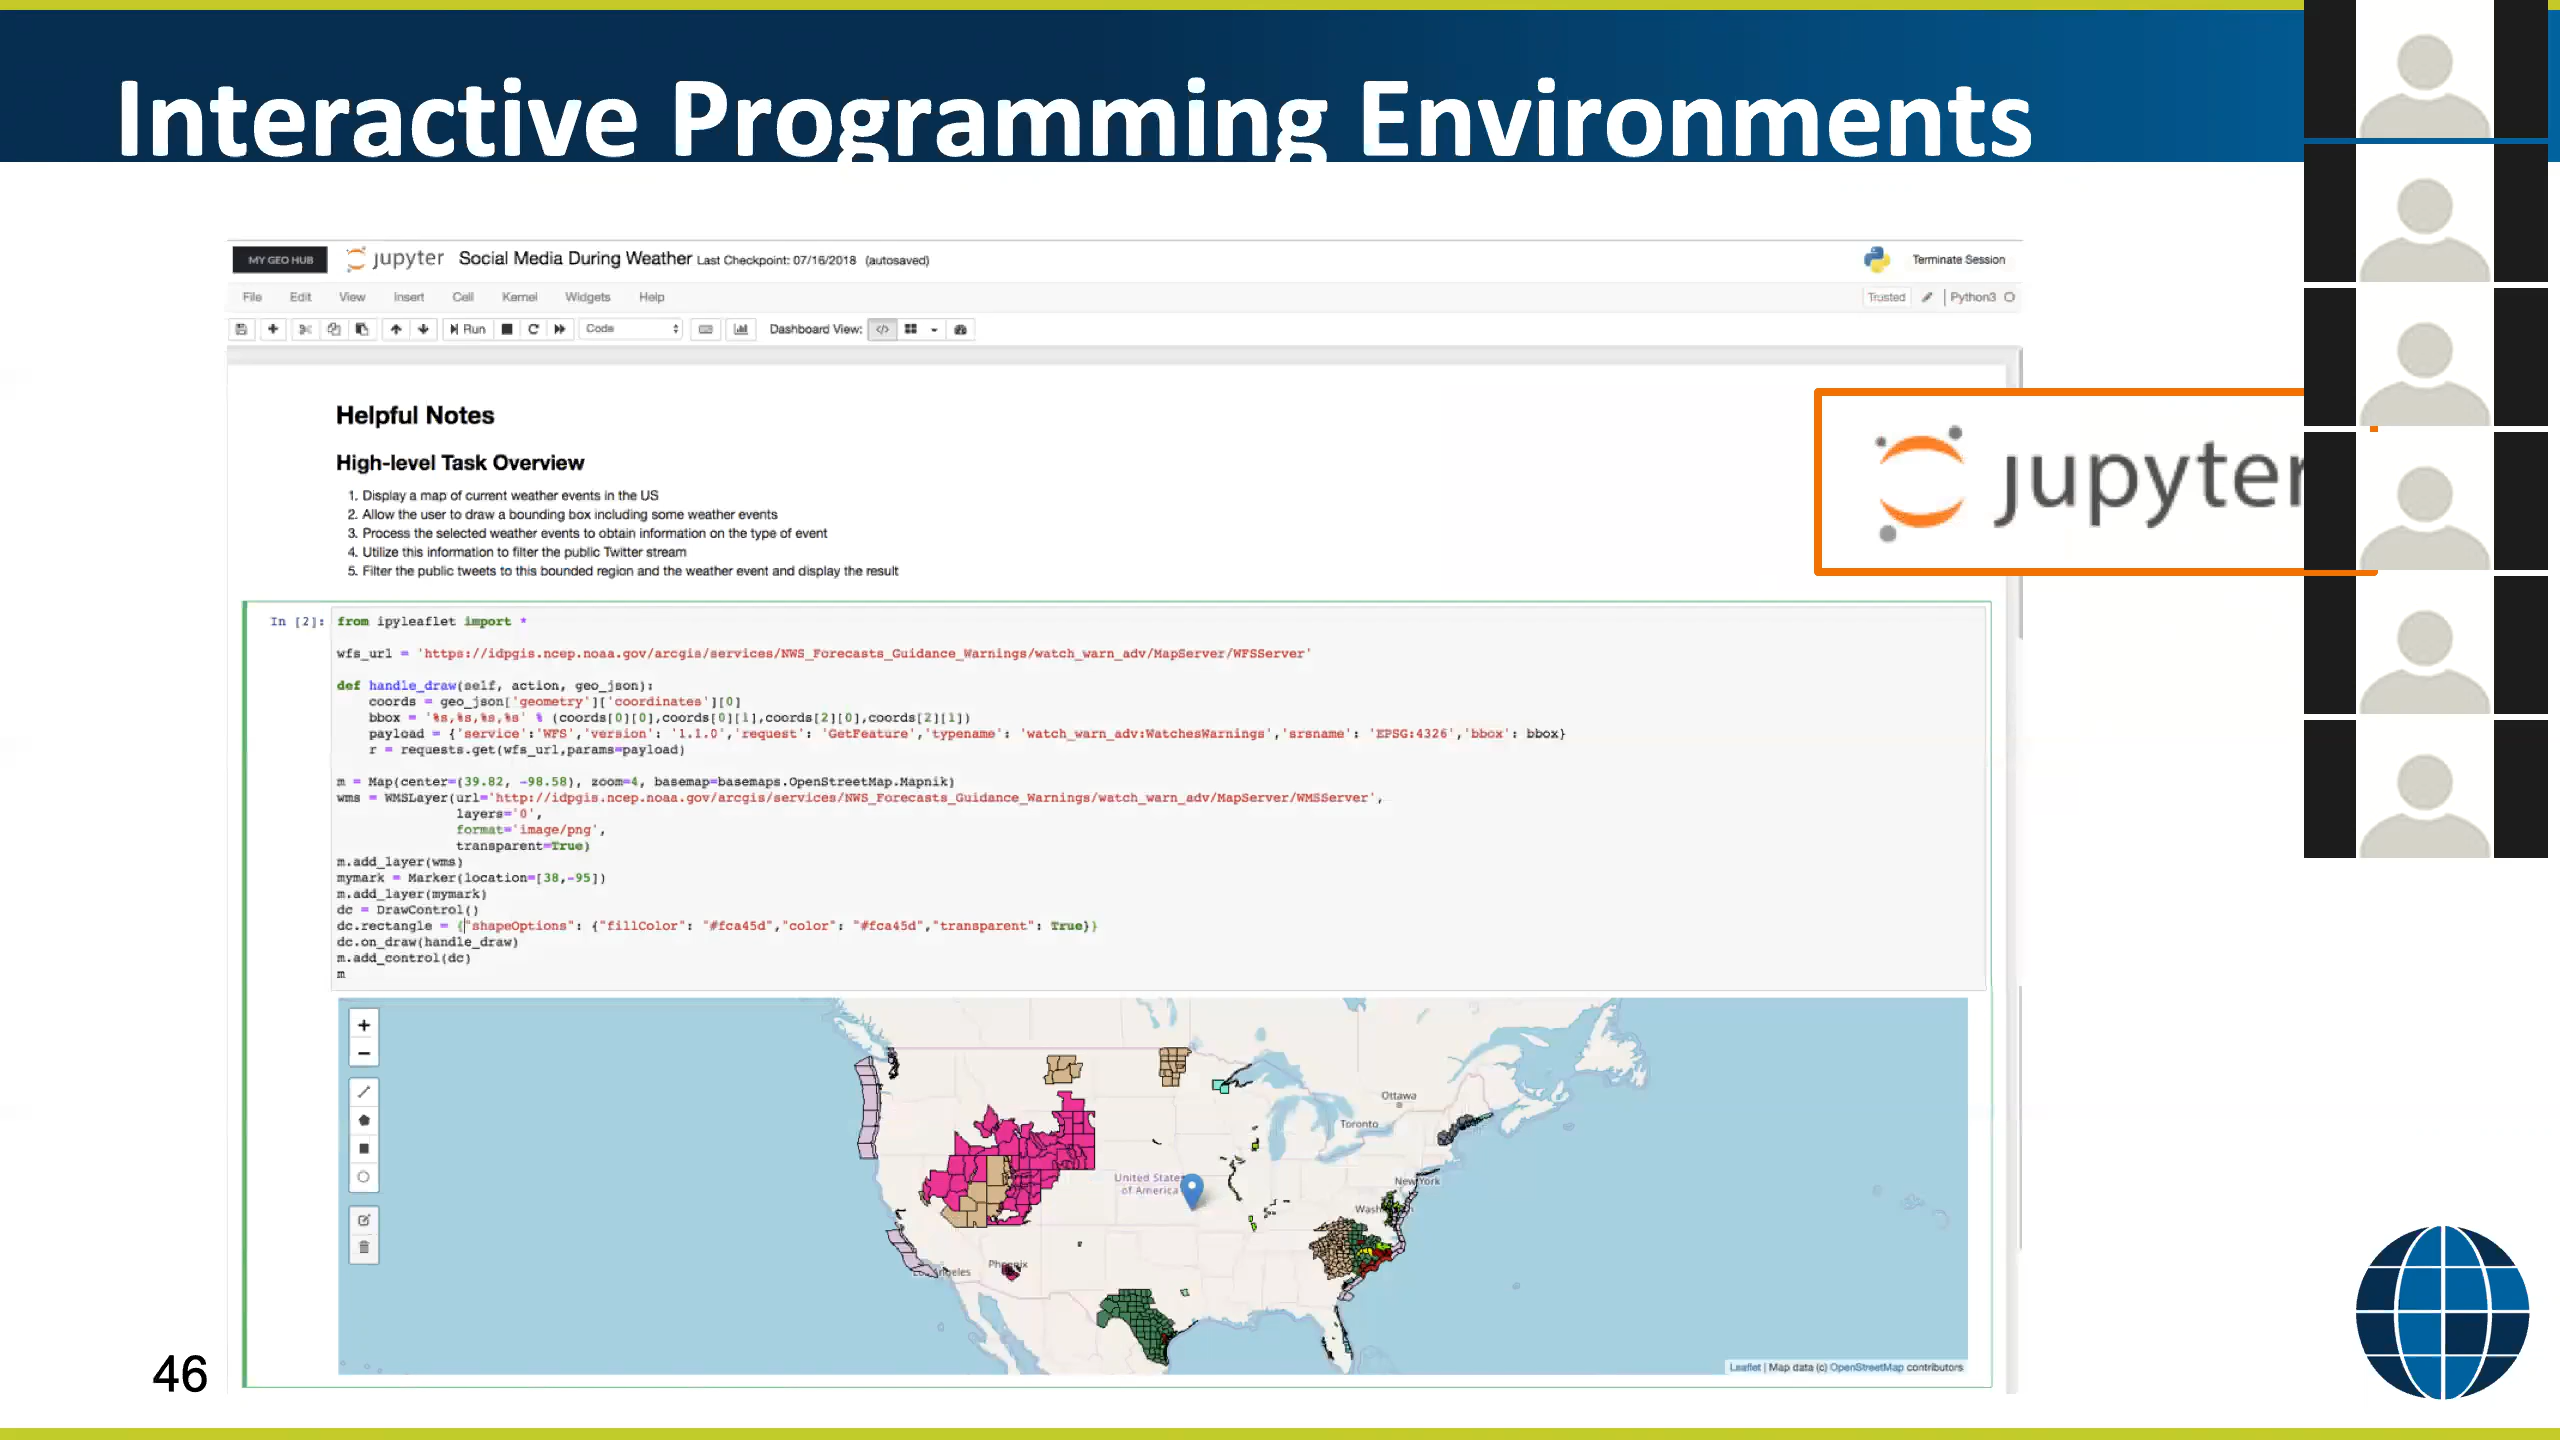 Interactive Programming Environments
MY GEO HUB jupyter Social Media During Weather Last Checkpoint: 07/16/2018 (autosaved) Terminate Session
File Edit View Insert Cell Kernel Widgets Help Trusted Python3
Run Code Dashboard View: </>
Helpful Notes
jupyter
High-level Task Overview
1. Display a map of current weather events in the US
2. Allow the user to draw a bounding box including some weather events
3. Process the selected weather events to obtain information on the type of event
4. Utilize this information to filter the public Twitter stream
5. Filter the public tweets to this bounded region and the weather event and display the result
In [2]: from ipyleaflet import *
wfs_url = 'https://idpgis.ncep.noaa.gov/arcgis/services/NWS_Forecasts_Guidance_Warnings/watch_warn_adv/MapServer/WFSServer'
def handle_draw(self, action, geo_json):
coords = geo_json['geometry']['coordinates'][0]
bbox = '%s,%s,%s,%s' % (coords[0][0],coords[0][1],coords[2][0],coords[2][1])
payload = {'service':'WFS','version': '1.1.0','request': 'GetFeature','typename': 'watch_warn_adv:WatchesWarnings','srsname': 'EPSG:4326','bbox': bbox}
r = requests.get(wfs_url,params=payload)
m = Map(center=(39.82, -98.58), zoom=4, basemap=basemaps.OpenStreetMap.Mapnik)
wms = WMSLayer(url='http://idpgis.ncep.noaa.gov/arcgis/services/NWS_Forecasts_Guidance_Warnings/watch_warn_adv/MapServer/WMSServer',
layers='0',
format='image/png',
transparent=True)
m.add_layer(wms)
mymark = Marker(location=[38,-95])
m.add_layer(mymark)
dc = DrawControl()
dc.rectangle = {"shapeOptions": {"fillColor": "#fca45d","color": "#fca45d","transparent": True}}
dc.on_draw(handle_draw)
m.add_control(dc)
m
+
−
Ottawa
Toronto
United States
of America
New York
Wash
Los Angeles
Phoenix
Leaflet | Map data (c) OpenStreetMap contributors
46